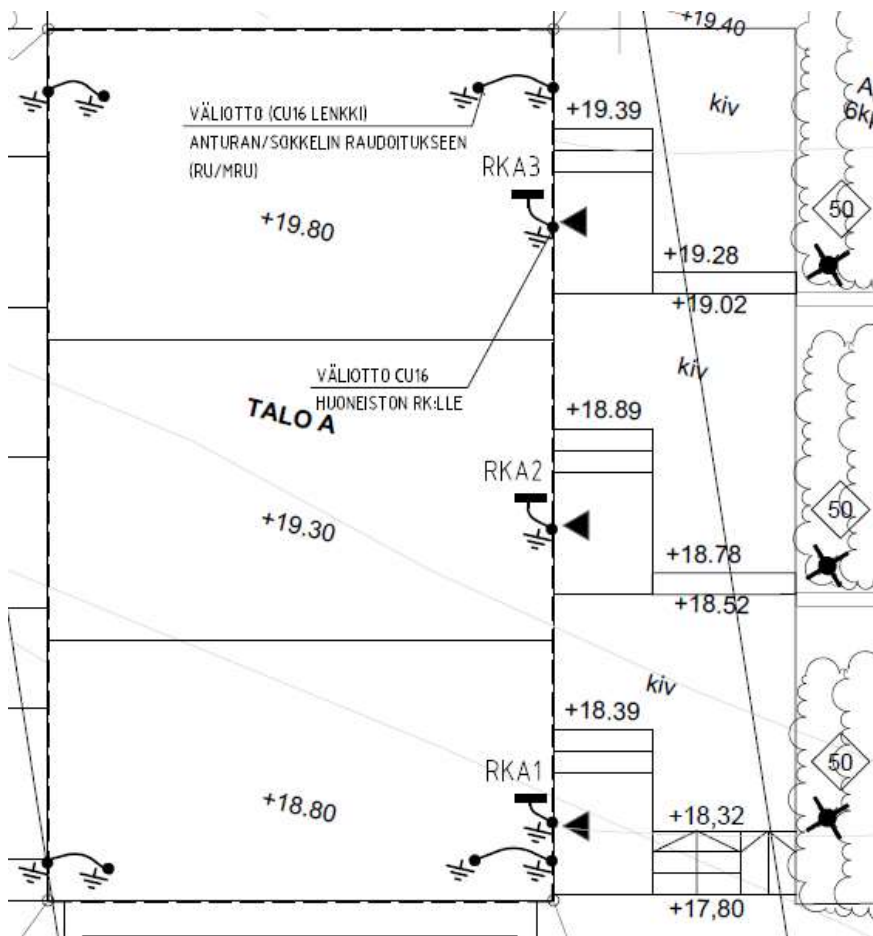 +19.40
VÄLIOTTO (CU16 LENKKI)
ANTURAN/SOKKELIN RAUDOITUKSEEN
(RU/MRU)
+19.39
kiv
A
6kp
RKA3
50
+19.80
+19.28
+19.02
VÄLIOTTO CU16
HUONEISTON RK:LLE
kiv
TALO A
+18.89
RKA2
50
+19.30
+18.78
+18.52
kiv
+18.39
RKA1
50
+18.80
+18,32
+17,80